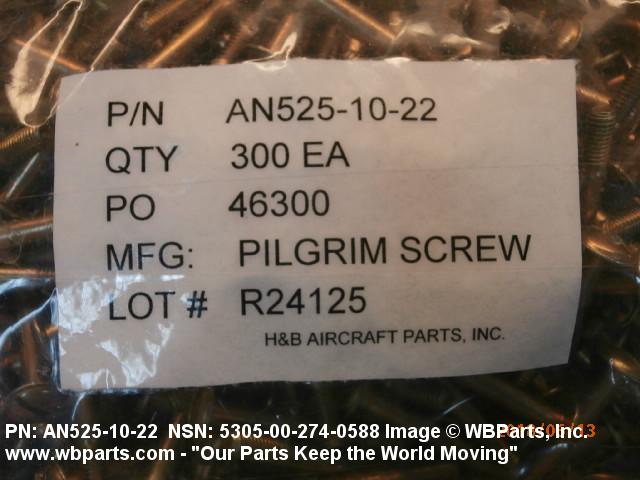 P/N AN525-10-22
QTY 300 EA
PO 46300
MFG: PILGRIM SCREW
LOT # R24125
H&B AIRCRAFT PARTS, INC.
PN: AN525-10-22 NSN: 5305-00-274-0588 Image © WBParts, Inc.
www.wbparts.com - "Our Parts Keep the World Moving"